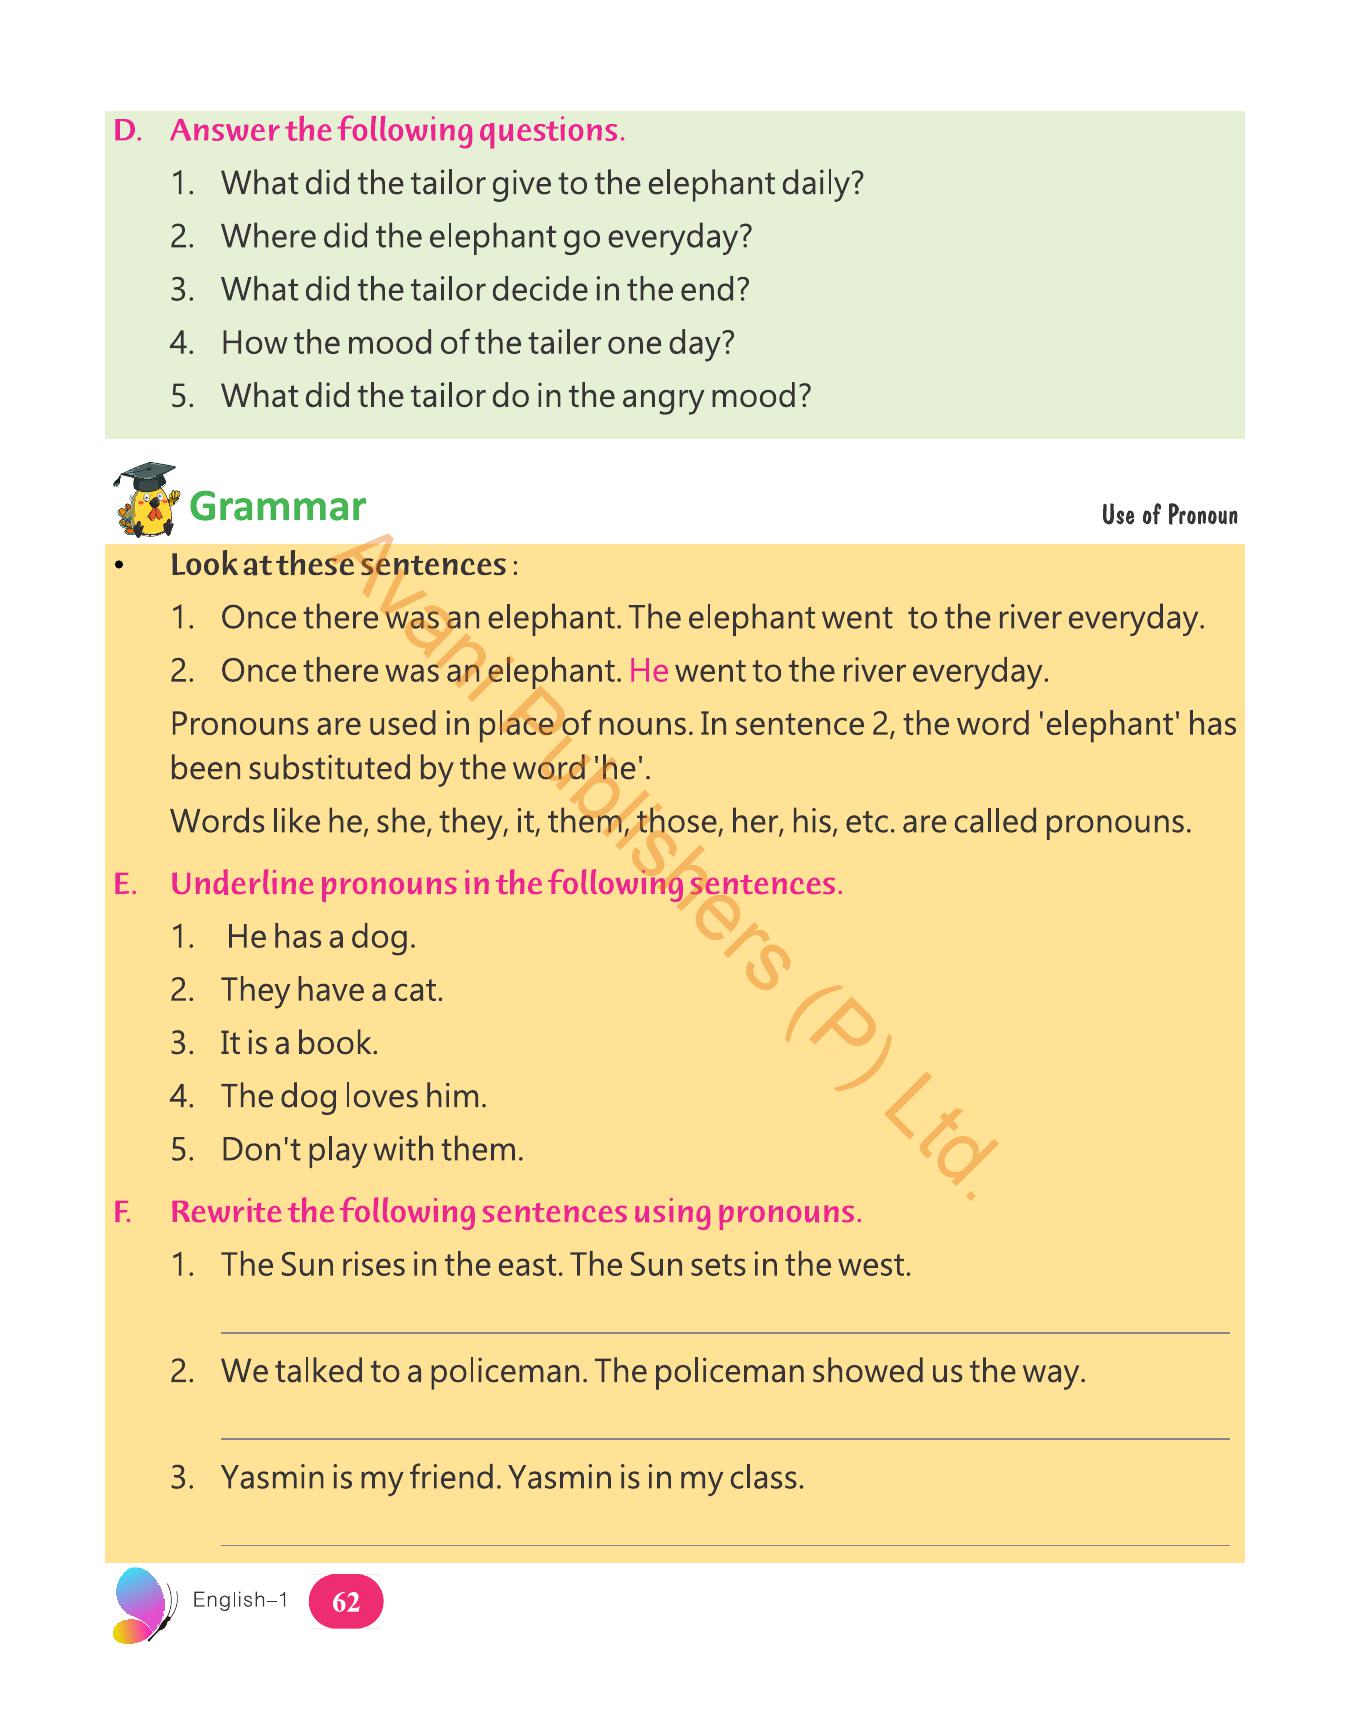 D. Answer the following questions.
1. What did the tailor give to the elephant daily?
2. Where did the elephant go everyday?
3. What did the tailor decide in the end?
4. How the mood of the tailer one day?
5. What did the tailor do in the angry mood?
Grammar
Use of Pronoun
• Look at these sentences :
1. Once there was an elephant. The elephant went to the river everyday.
2. Once there was an elephant. He went to the river everyday.
Pronouns are used in place of nouns. In sentence 2, the word 'elephant' has
been substituted by the word 'he'.
Words like he, she, they, it, them, those, her, his, etc. are called pronouns.
E. Underline pronouns in the following sentences.
1. He has a dog.
2. They have a cat.
3. It is a book.
4. The dog loves him.
5. Don't play with them.
F. Rewrite the following sentences using pronouns.
1. The Sun rises in the east. The Sun sets in the west.
2. We talked to a policeman. The policeman showed us the way.
3. Yasmin is my friend. Yasmin is in my class.
English–1 62
Avani Publishers (P) Ltd.